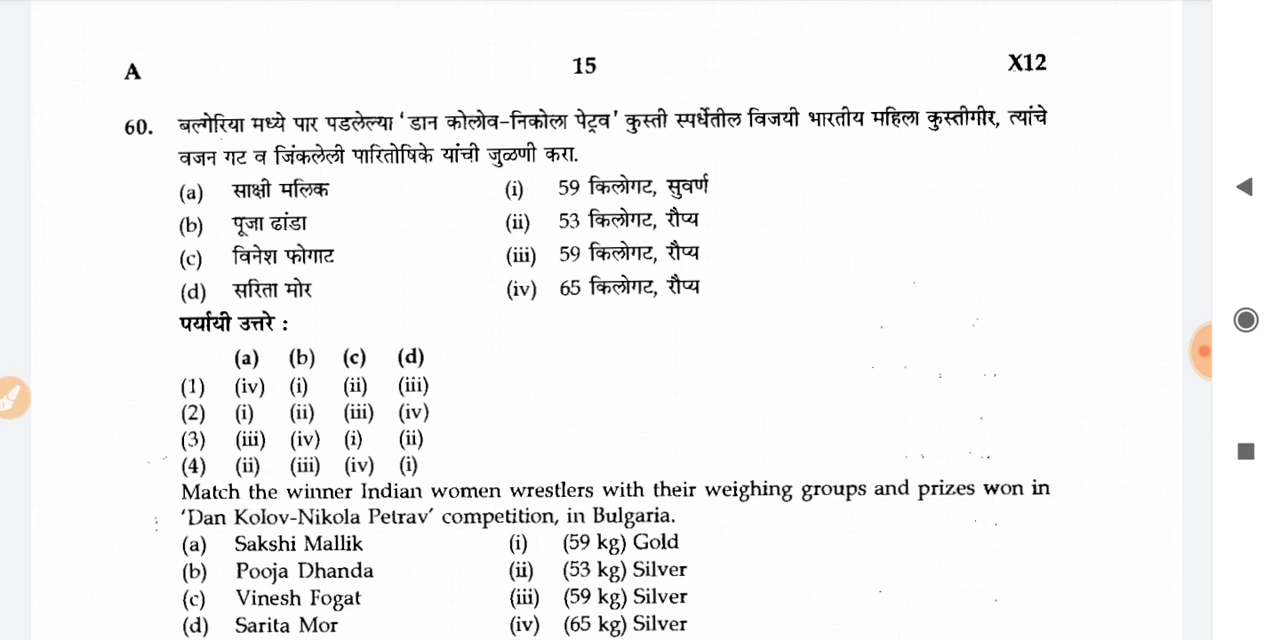 A 15 X12
60. बल्गेरिया मध्ये पार पडलेल्या ‘डान कोलोव-निकोला पेट्रव’ कुस्ती स्पर्धेतील विजयी भारतीय महिला कुस्तीगीर, त्यांचे
वजन गट व जिंकलेली पारितोषिके यांची जुळणी करा.
(a) साक्षी मलिक (i) 59 किलोगट, सुवर्ण
(b) पूजा ढांडा (ii) 53 किलोगट, रौप्य
(c) विनेश फोगाट (iii) 59 किलोगट, रौप्य
(d) सरिता मोर (iv) 65 किलोगट, रौप्य
पर्यायी उत्तरे :
(a) (b) (c) (d)
(1) (iv) (i) (ii) (iii)
(2) (i) (ii) (iii) (iv)
(3) (iii) (iv) (i) (ii)
(4) (ii) (iii) (iv) (i)
Match the winner Indian women wrestlers with their weighing groups and prizes won in
‘Dan Kolov-Nikola Petrav’ competition, in Bulgaria.
(a) Sakshi Mallik (i) (59 kg) Gold
(b) Pooja Dhanda (ii) (53 kg) Silver
(c) Vinesh Fogat (iii) (59 kg) Silver
(d) Sarita Mor (iv) (65 kg) Silver